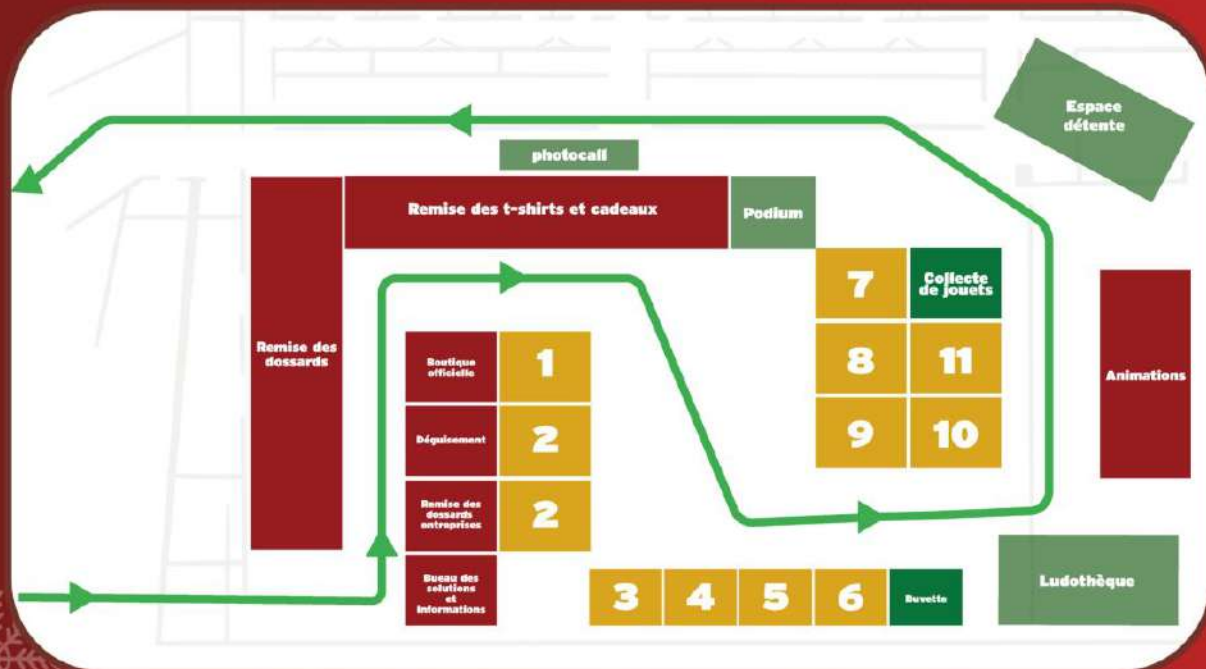 Espace
détente
photocall
Remise des t-shirts et cadeaux
Podium
7
Collecte
de jouets
Remise des
dossards
Boutique
officielle
1
8
11
Animations
Déguisement
2
9
10
Remise des
dossards
entreprises
2
Bueau des
solutions
et
informations
3
4
5
6
Buvette
Ludothèque